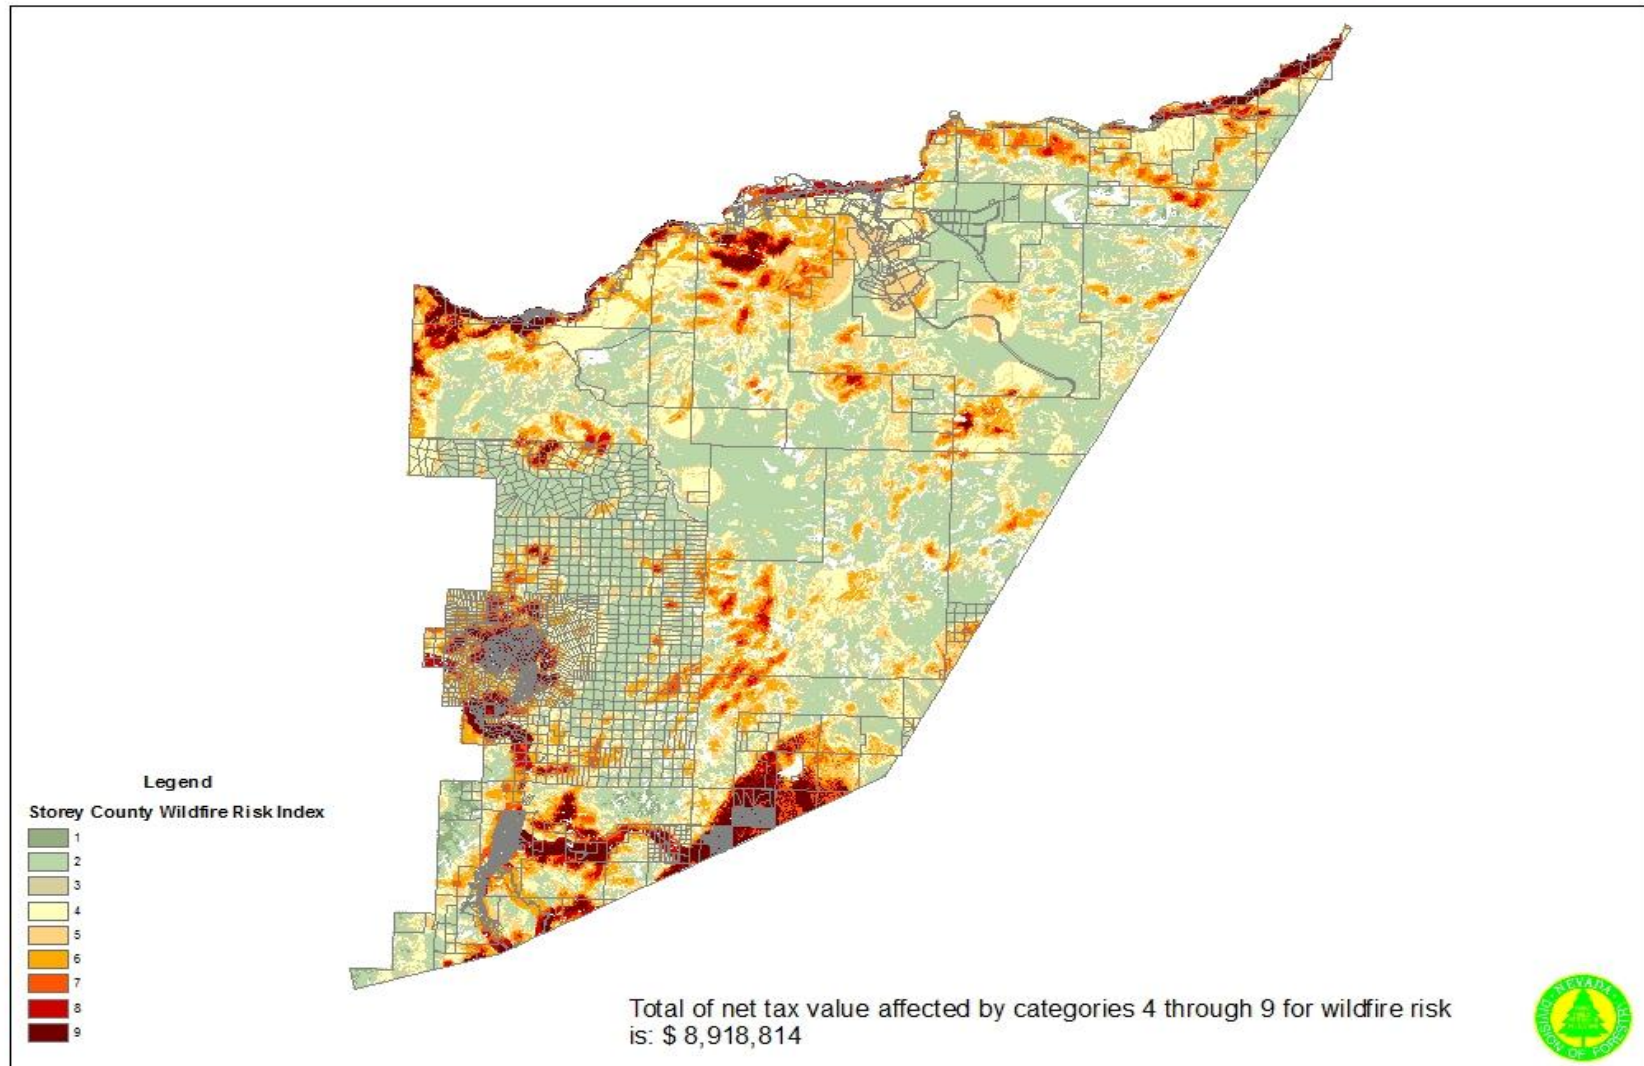 Legend
Storey County Wildfire Risk Index
1
2
3
4
5
6
7
8
9
Total of net tax value affected by categories 4 through 9 for wildfire risk
is: $ 8,918,814
NEVADA
DIVISION OF FORESTRY